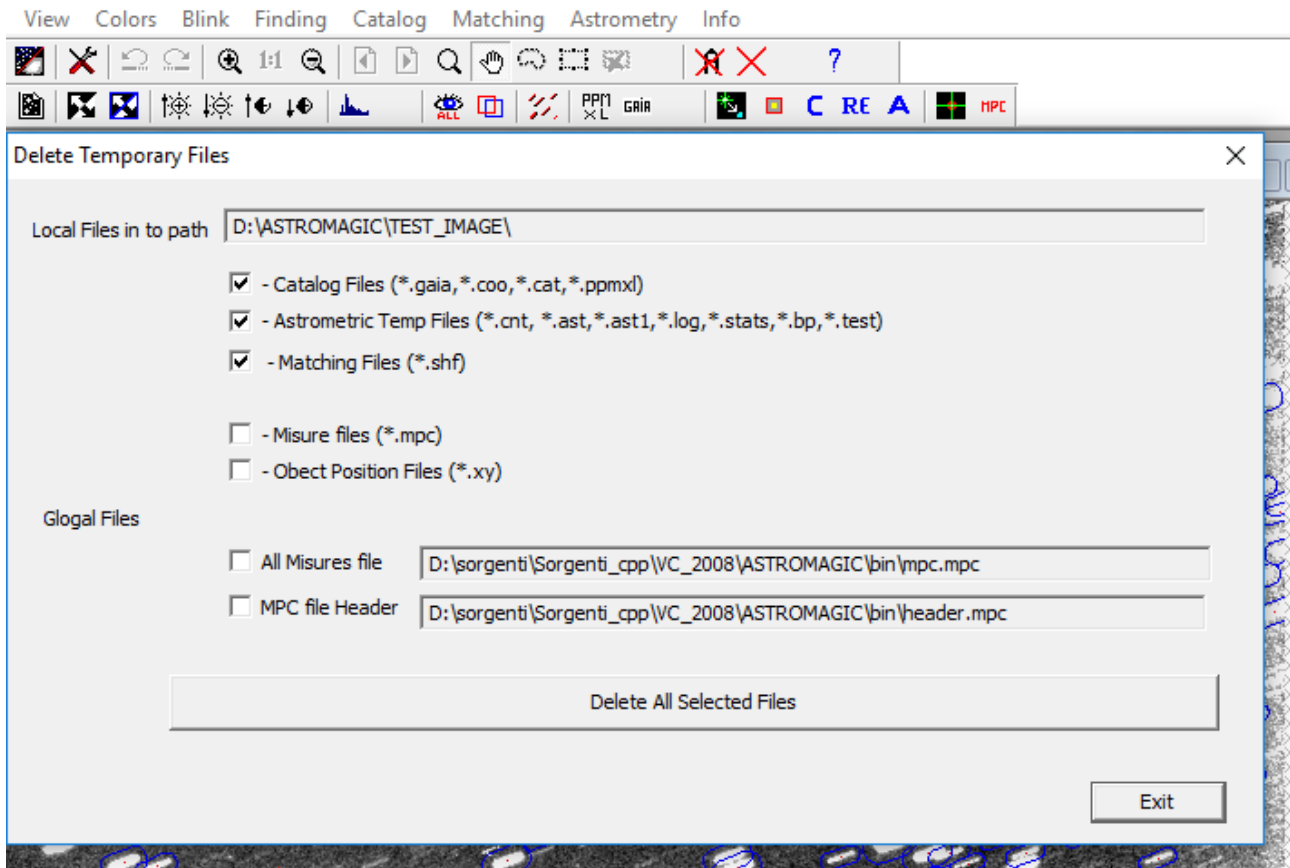 View Colors Blink Finding Catalog Matching Astrometry Info
1:1 ?
ALL PPM XL GAIA C RE A MPC
Delete Temporary Files
Local Files in to path D:\ASTROMAGIC\TEST_IMAGE\
- Catalog Files (*.gaia,*.coo,*.cat,*.ppmxl)
- Astrometric Temp Files (*.cnt, *.ast,*.ast1,*.log,*.stats,*.bp,*.test)
- Matching Files (*.shf)
- Misure files (*.mpc)
- Obect Position Files (*.xy)
Glogal Files
All Misures file D:\sorgenti\Sorgenti_cpp\VC_2008\ASTROMAGIC\bin\mpc.mpc
MPC file Header D:\sorgenti\Sorgenti_cpp\VC_2008\ASTROMAGIC\bin\header.mpc
Delete All Selected Files
Exit